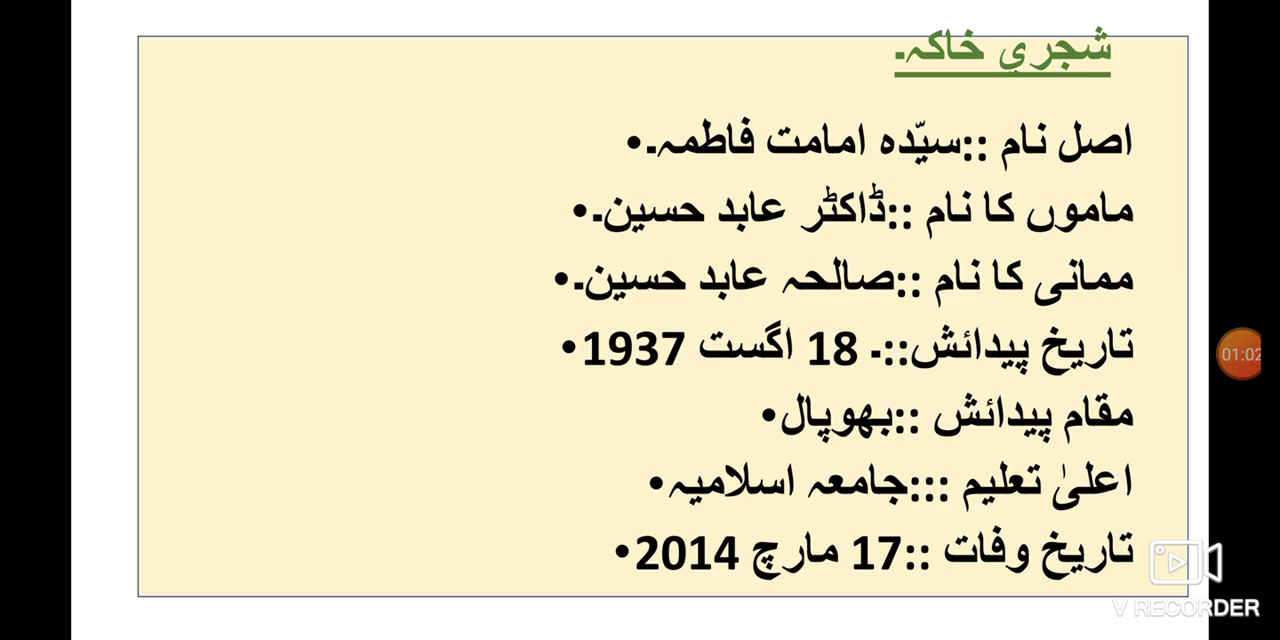 شجري خاکہ۔
اصل نام ::سیّدہ امامت فاطمہ۔•
ماموں کا نام ::ڈاکٹر عابد حسین۔•
ممانی کا نام ::صالحہ عابد حسین۔•
تاریخ پیدائش::۔ 18 اگست 1937•
مقام پیدائش ::بھوپال•
اعلیٰ تعلیم :::جامعہ اسلامیہ•
تاریخ وفات ::17 مارچ 2014•
01:02
V RECORDER